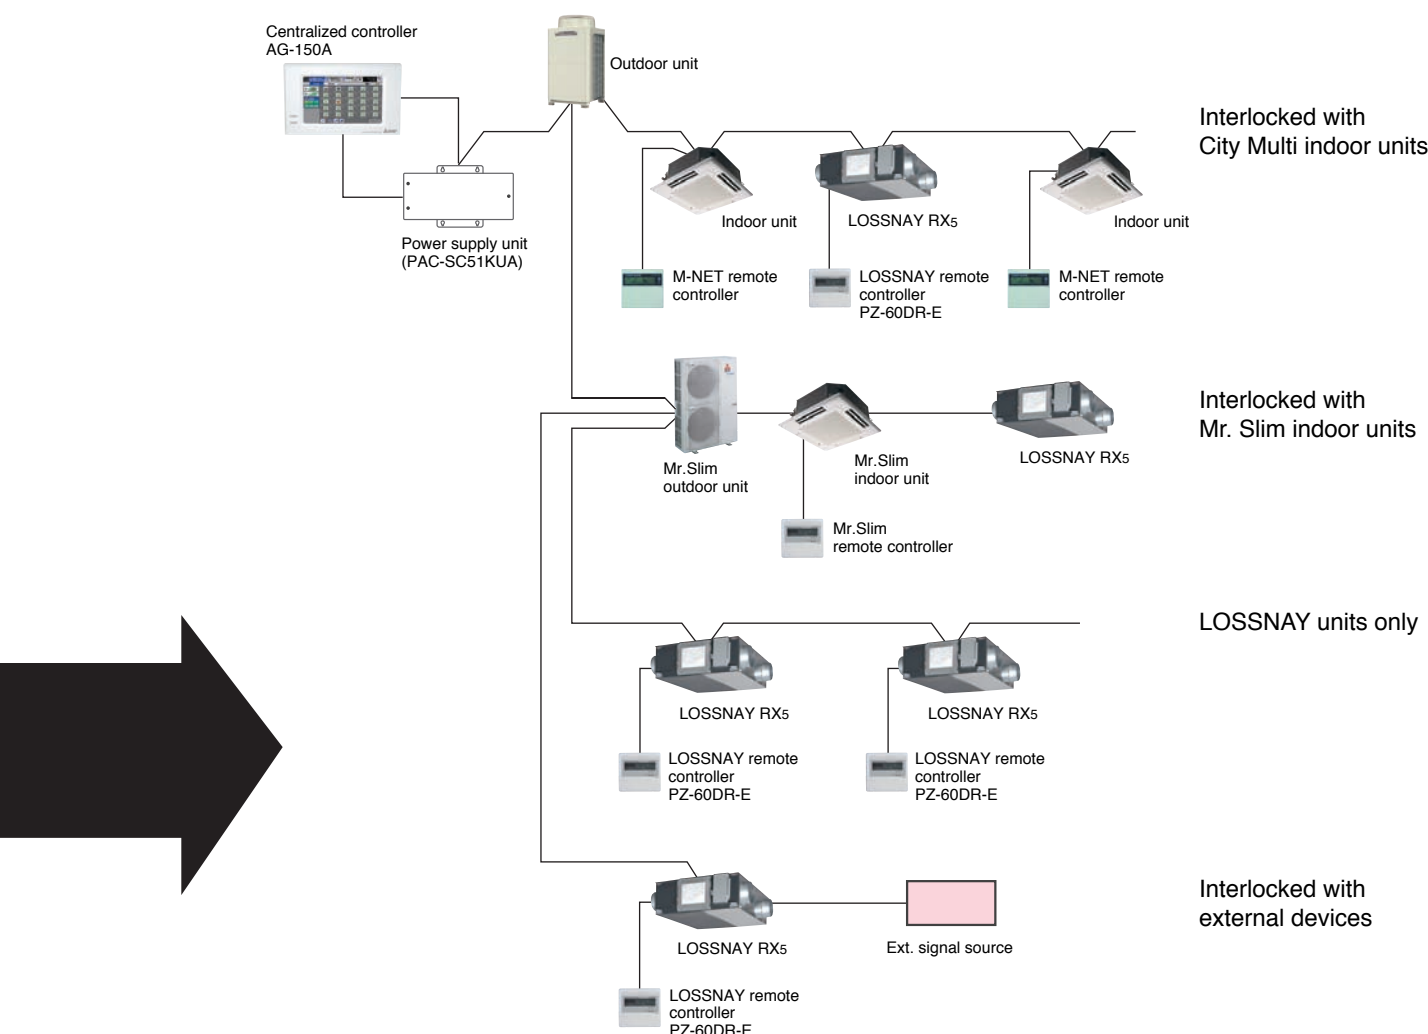 Centralized controller
AG-150A
Outdoor unit
Interlocked with
City Multi indoor units
Indoor unit
LOSSNAY RX5
Indoor unit
Power supply unit
(PAC-SC51KUA)
M-NET remote
controller
LOSSNAY remote
controller
PZ-60DR-E
M-NET remote
controller
Interlocked with
Mr. Slim indoor units
Mr.Slim
outdoor unit
Mr.Slim
indoor unit
LOSSNAY RX5
Mr.Slim
remote controller
LOSSNAY units only
LOSSNAY RX5
LOSSNAY RX5
LOSSNAY remote
controller
PZ-60DR-E
LOSSNAY remote
controller
PZ-60DR-E
Interlocked with
external devices
LOSSNAY RX5
Ext. signal source
LOSSNAY remote
controller
PZ-60DR-E